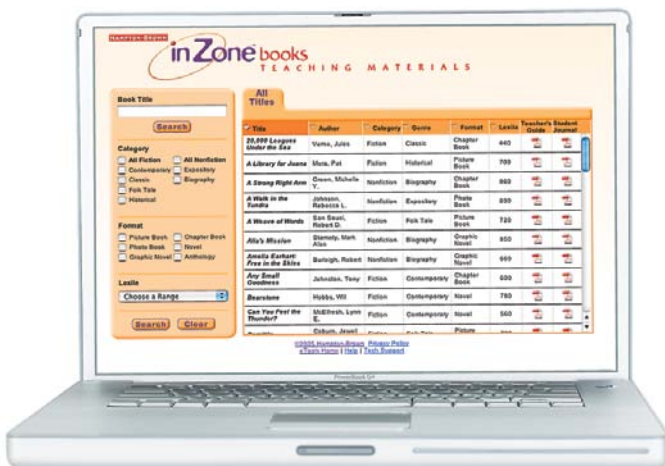 Hampton-Brown
inZone books
TEACHING MATERIALS
Book Title
Search
Category
All Fiction All Nonfiction
Contemporary Expository
Classic Biography
Folk Tale
Historical
Format
Picture Book Chapter Book
Photo Book Novel
Graphic Novel Anthology
Lexile
Choose a Range
Search Clear
All
Titles
Title Author Category Genre Format Lexile Teacher's Guide Student Journal
20,000 Leagues Under the Sea Verne, Jules Fiction Classic Chapter Book 440
A Library for Juana Mora, Pat Fiction Historical Picture Book 700
A Strong Right Arm Green, Michelle Y. Nonfiction Biography Chapter Book
A Walk in the Tundra Johnson, Rebecca L. Nonfiction Expository Photo Book
A Weave of Words San Souci, Robert D. Fiction Folk Tale Picture Book 720
Alia's Mission Stamaty, Mark Alan Nonfiction Biography Graphic Novel
Amelia Earhart: Free in the Skies Burleigh, Robert Nonfiction Biography Graphic Novel 660
Any Small Goodness Johnston, Tony Fiction Contemporary Chapter Book 600
Bearstone Hobbs, Will Fiction Contemporary Novel 780
Can You Feel the Thunder? McElfresh, Lynn E. Fiction Contemporary Novel 560
Coburn, Jewell Picture
©2005 Hampton-Brown Privacy Policy
eTools Home | Help | Tech Support
PowerBook G4